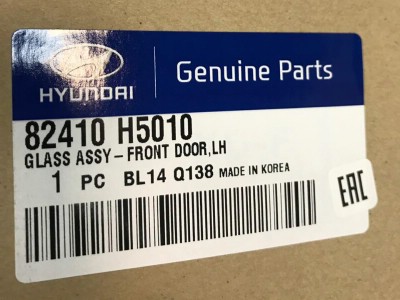 HYUNDAI
Genuine Parts
82410 H5010
GLASS ASSY-FRONT DOOR,LH
1 PC BL14 Q138 MADE IN KOREA
EAC